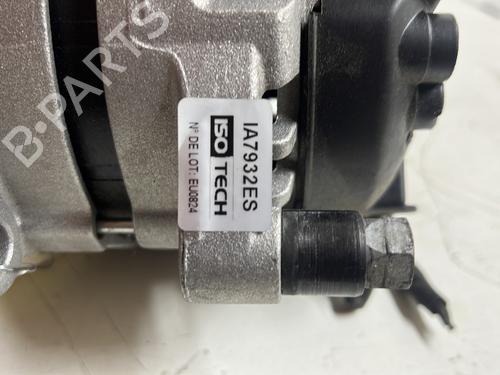 IA7932ES
ISO TECH
Nº DE LOT: EU0824
B-PARTS